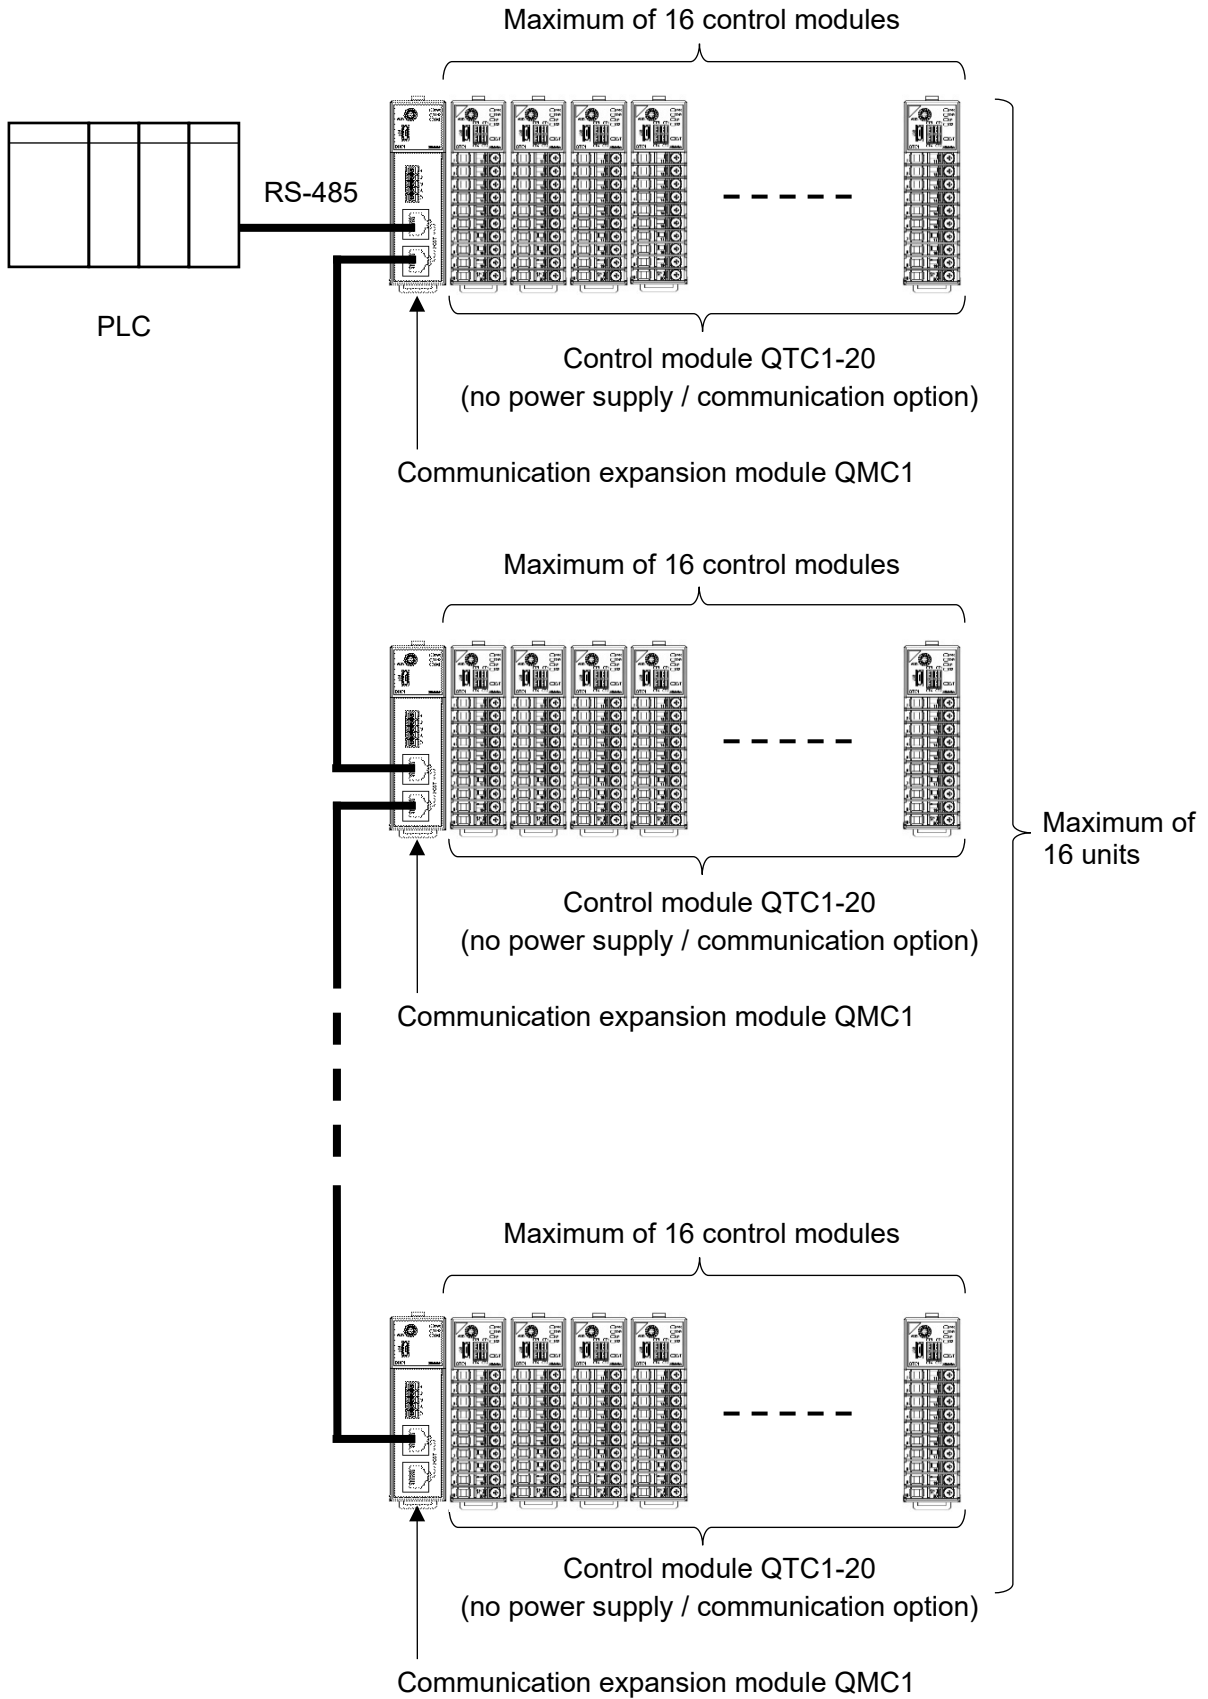 Maximum of 16 control modules
RS-485
PLC
Control module QTC1-20
(no power supply / communication option)
Communication expansion module QMC1
Maximum of 16 control modules
Maximum of
16 units
Control module QTC1-20
(no power supply / communication option)
Communication expansion module QMC1
Maximum of 16 control modules
Control module QTC1-20
(no power supply / communication option)
Communication expansion module QMC1